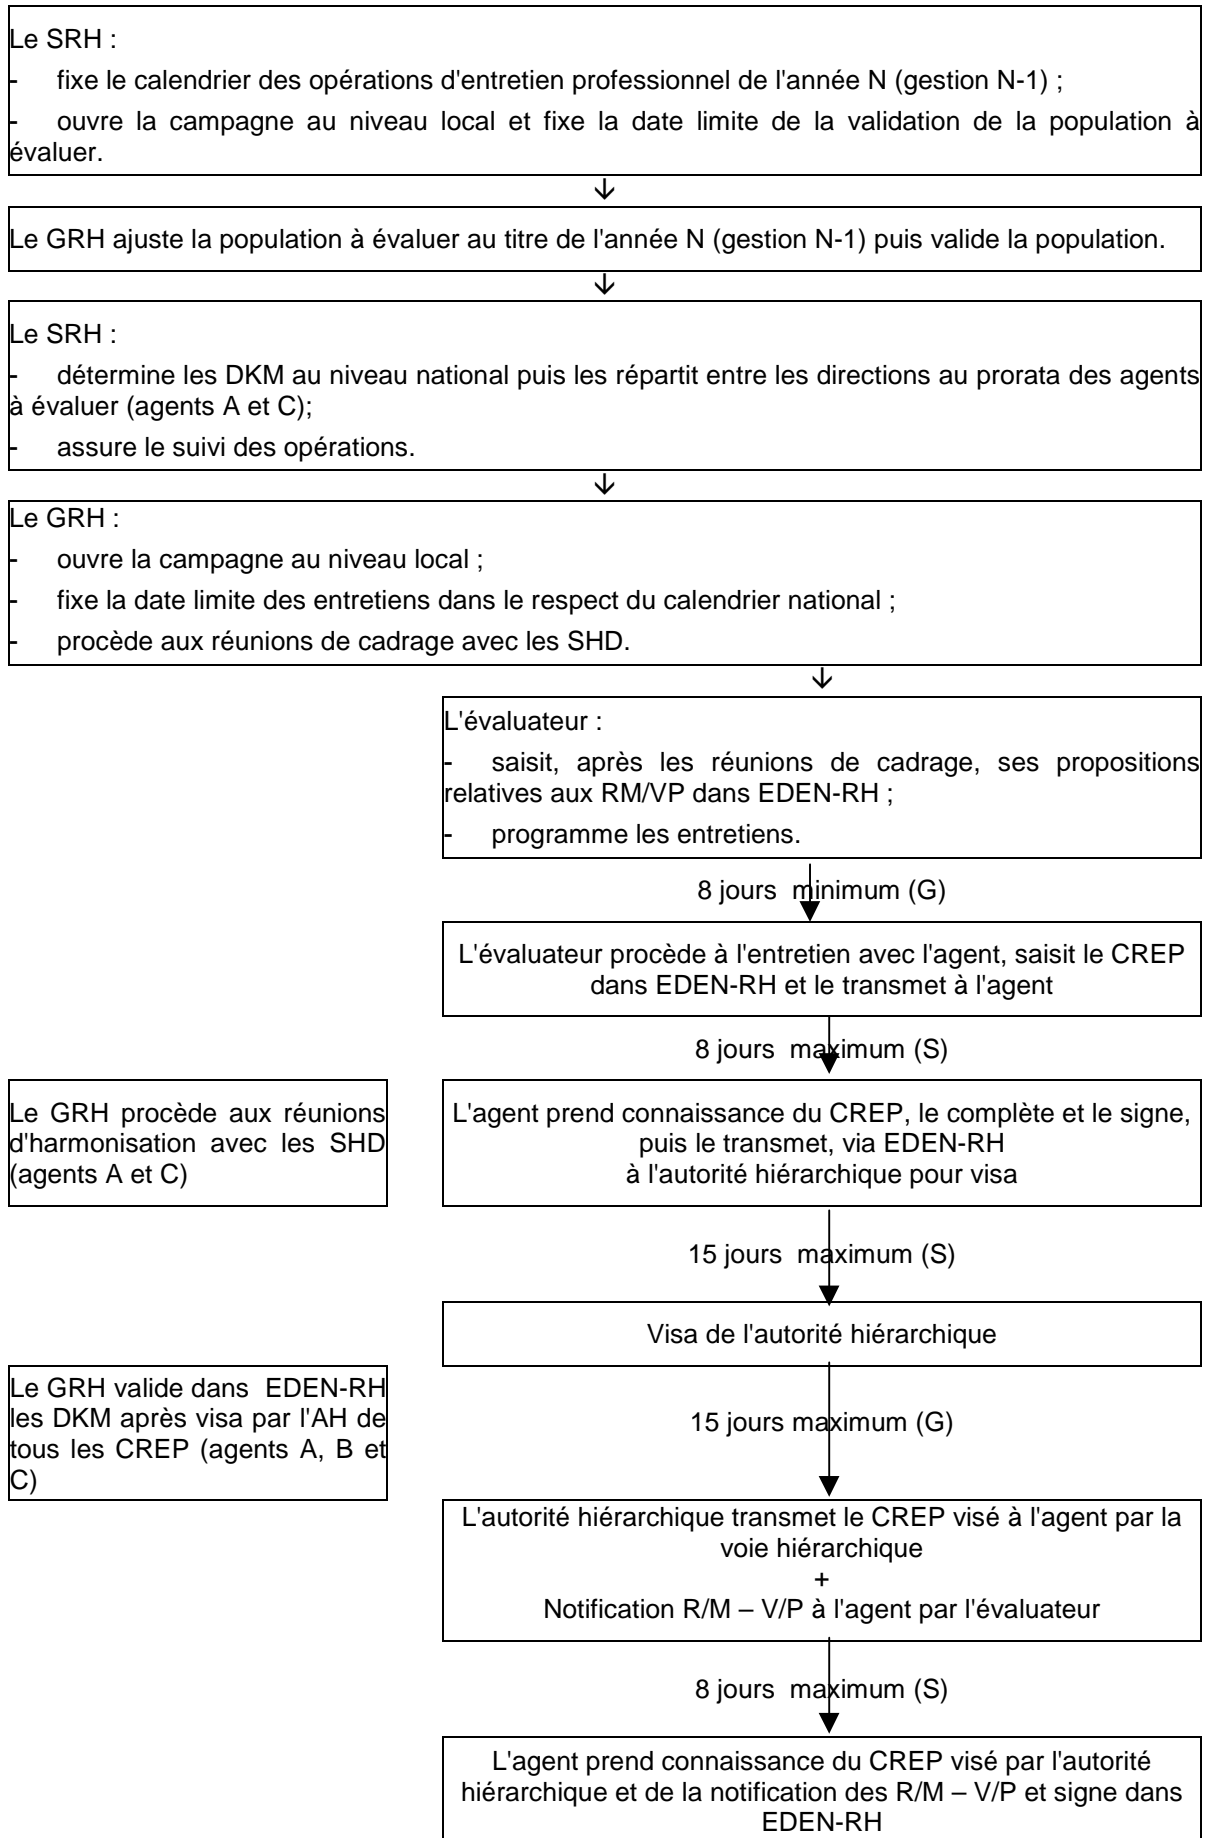 Le SRH :
- fixe le calendrier des opérations d'entretien professionnel de l'année N (gestion N-1) ;
- ouvre la campagne au niveau local et fixe la date limite de la validation de la population à
évaluer.
↓
Le GRH ajuste la population à évaluer au titre de l'année N (gestion N-1) puis valide la population.
↓
Le SRH :
- détermine les DKM au niveau national puis les répartit entre les directions au prorata des agents
à évaluer (agents A et C);
- assure le suivi des opérations.
↓
Le GRH :
- ouvre la campagne au niveau local ;
- fixe la date limite des entretiens dans le respect du calendrier national ;
- procède aux réunions de cadrage avec les SHD.
↓
L'évaluateur :
- saisit, après les réunions de cadrage, ses propositions
relatives aux RM/VP dans EDEN-RH ;
- programme les entretiens.
8 jours minimum (G)
L'évaluateur procède à l'entretien avec l'agent, saisit le CREP
dans EDEN-RH et le transmet à l'agent
8 jours maximum (S)
Le GRH procède aux réunions
d'harmonisation avec les SHD
(agents A et C)
L'agent prend connaissance du CREP, le complète et le signe,
puis le transmet, via EDEN-RH
à l'autorité hiérarchique pour visa
15 jours maximum (S)
Visa de l'autorité hiérarchique
Le GRH valide dans EDEN-RH
les DKM après visa par l'AH de
tous les CREP (agents A, B et
C)
15 jours maximum (G)
L'autorité hiérarchique transmet le CREP visé à l'agent par la
voie hiérarchique
+
Notification R/M – V/P à l'agent par l'évaluateur
8 jours maximum (S)
L'agent prend connaissance du CREP visé par l'autorité
hiérarchique et de la notification des R/M – V/P et signe dans
EDEN-RH